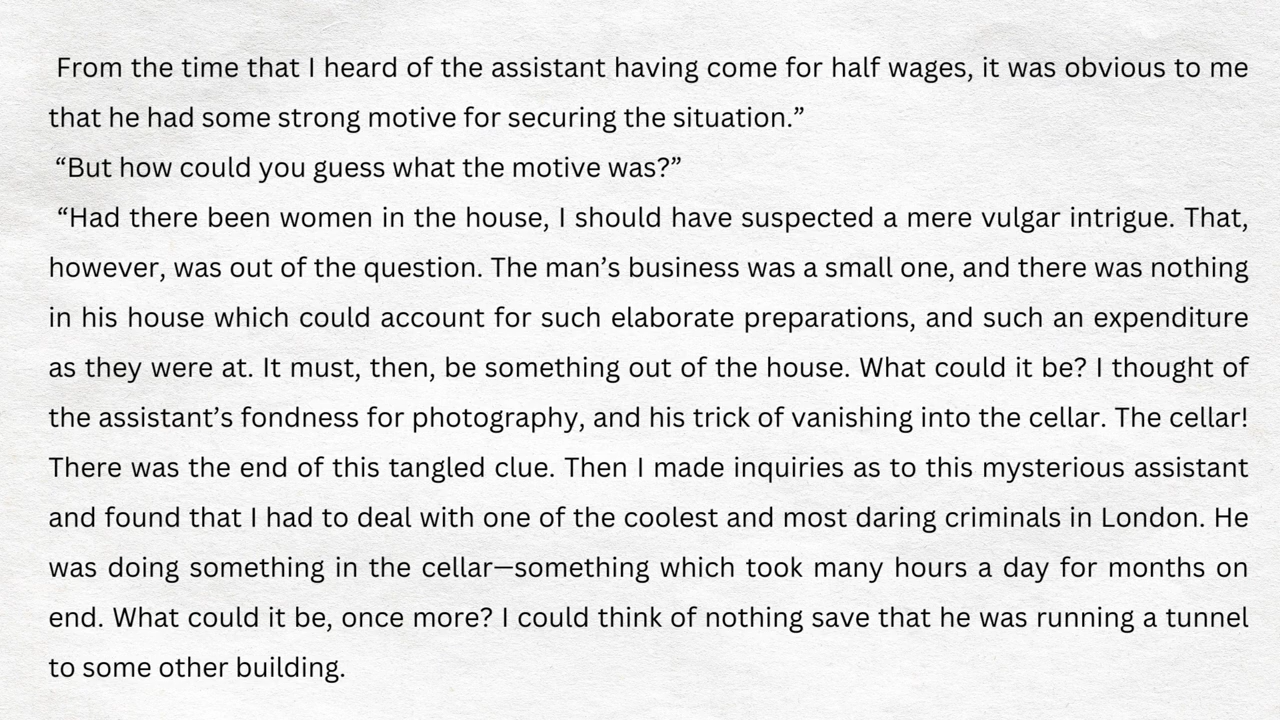 From the time that I heard of the assistant having come for half wages, it was obvious to me
that he had some strong motive for securing the situation.”
“But how could you guess what the motive was?”
“Had there been women in the house, I should have suspected a mere vulgar intrigue. That,
however, was out of the question. The man’s business was a small one, and there was nothing
in his house which could account for such elaborate preparations, and such an expenditure
as they were at. It must, then, be something out of the house. What could it be? I thought of
the assistant’s fondness for photography, and his trick of vanishing into the cellar. The cellar!
There was the end of this tangled clue. Then I made inquiries as to this mysterious assistant
and found that I had to deal with one of the coolest and most daring criminals in London. He
was doing something in the cellar—something which took many hours a day for months on
end. What could it be, once more? I could think of nothing save that he was running a tunnel
to some other building.